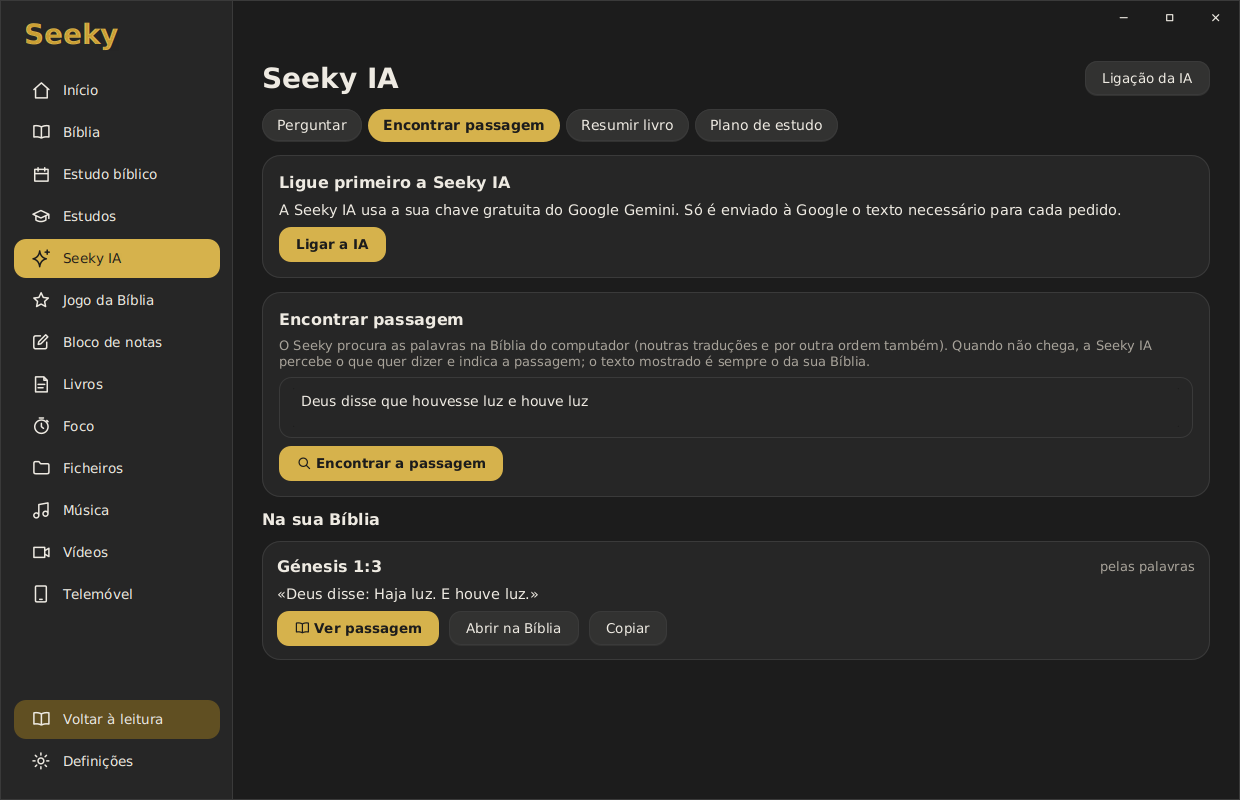 Seeky
Início
Bíblia
Estudo bíblico
Estudos
Seeky IA
Jogo da Bíblia
Bloco de notas
Livros
Foco
Ficheiros
Música
Vídeos
Telemóvel
Voltar à leitura
Definições
Seeky IA
Ligação da IA
Perguntar
Encontrar passagem
Resumir livro
Plano de estudo
Ligue primeiro a Seeky IA
A Seeky IA usa a sua chave gratuita do Google Gemini. Só é enviado à Google o texto necessário para cada pedido.
Ligar a IA
Encontrar passagem
O Seeky procura as palavras na Bíblia do computador (noutras traduções e por outra ordem também). Quando não chega, a Seeky IA
percebe o que quer dizer e indica a passagem; o texto mostrado é sempre o da sua Bíblia.
Deus disse que houvesse luz e houve luz
Encontrar a passagem
Na sua Bíblia
Génesis 1:3
pelas palavras
«Deus disse: Haja luz. E houve luz.»
Ver passagem
Abrir na Bíblia
Copiar